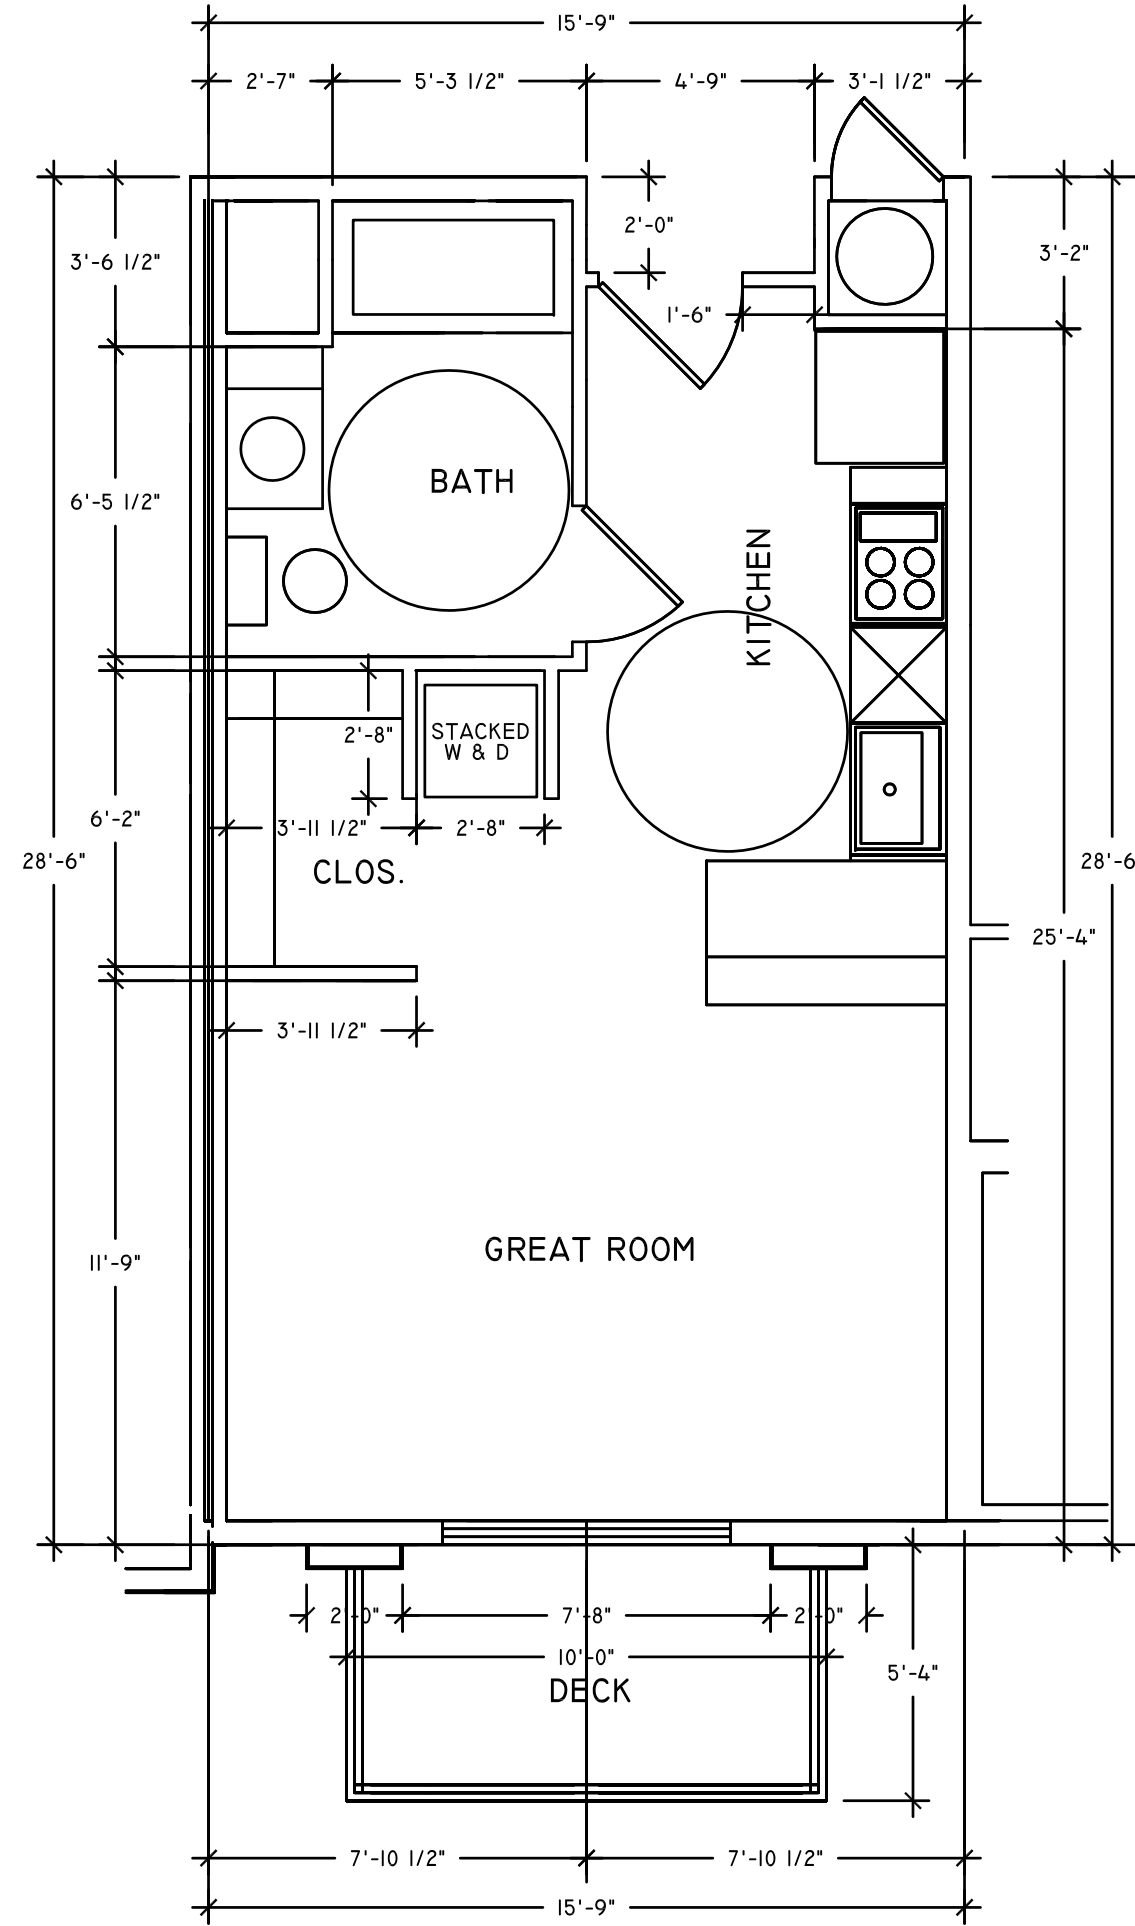 15'-9"
2'-7" 5'-3 1/2" 4'-9" 3'-1 1/2"
2'-0"
3'-6 1/2" 3'-2"
1'-6"
BATH
6'-5 1/2"
KITCHEN
2'-8"
STACKED
W & D
6'-2" 3'-11 1/2" 2'-8"
28'-6" 28'-6
CLOS.
25'-4"
3'-11 1/2"
GREAT ROOM
11'-9"
2'-0" 7'-8" 2'-0"
10'-0"
5'-4"
DECK
7'-10 1/2" 7'-10 1/2"
15'-9"